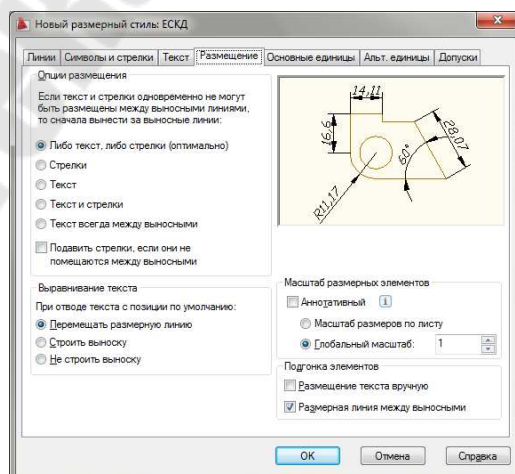 Новый размерный стиль: ЕСКД
Линии Символы и стрелки Текст Размещение Основные единицы Альт. единицы Допуски
Опции размещения
Если текст и стрелки одновременно не могут
быть размещены между выносными линиями,
то сначала вынести за выносные линии:
Либо текст, либо стрелки (оптимально)
Стрелки
Текст
Текст и стрелки
Текст всегда между выносными
Подавить стрелки, если они не
помещаются между выносными
Выравнивание текста
При отводе текста с позиции по умолчанию:
Перемещать размерную линию
Строить выноску
Не строить выноску
14,11
16,6
28,07
60°
R11,17
Масштаб размерных элементов
Аннотативный
Масштаб размеров по листу
Глобальный масштаб: 1
Подгонка элементов
Размещение текста вручную
Размерная линия между выносными
OK Отмена Справка